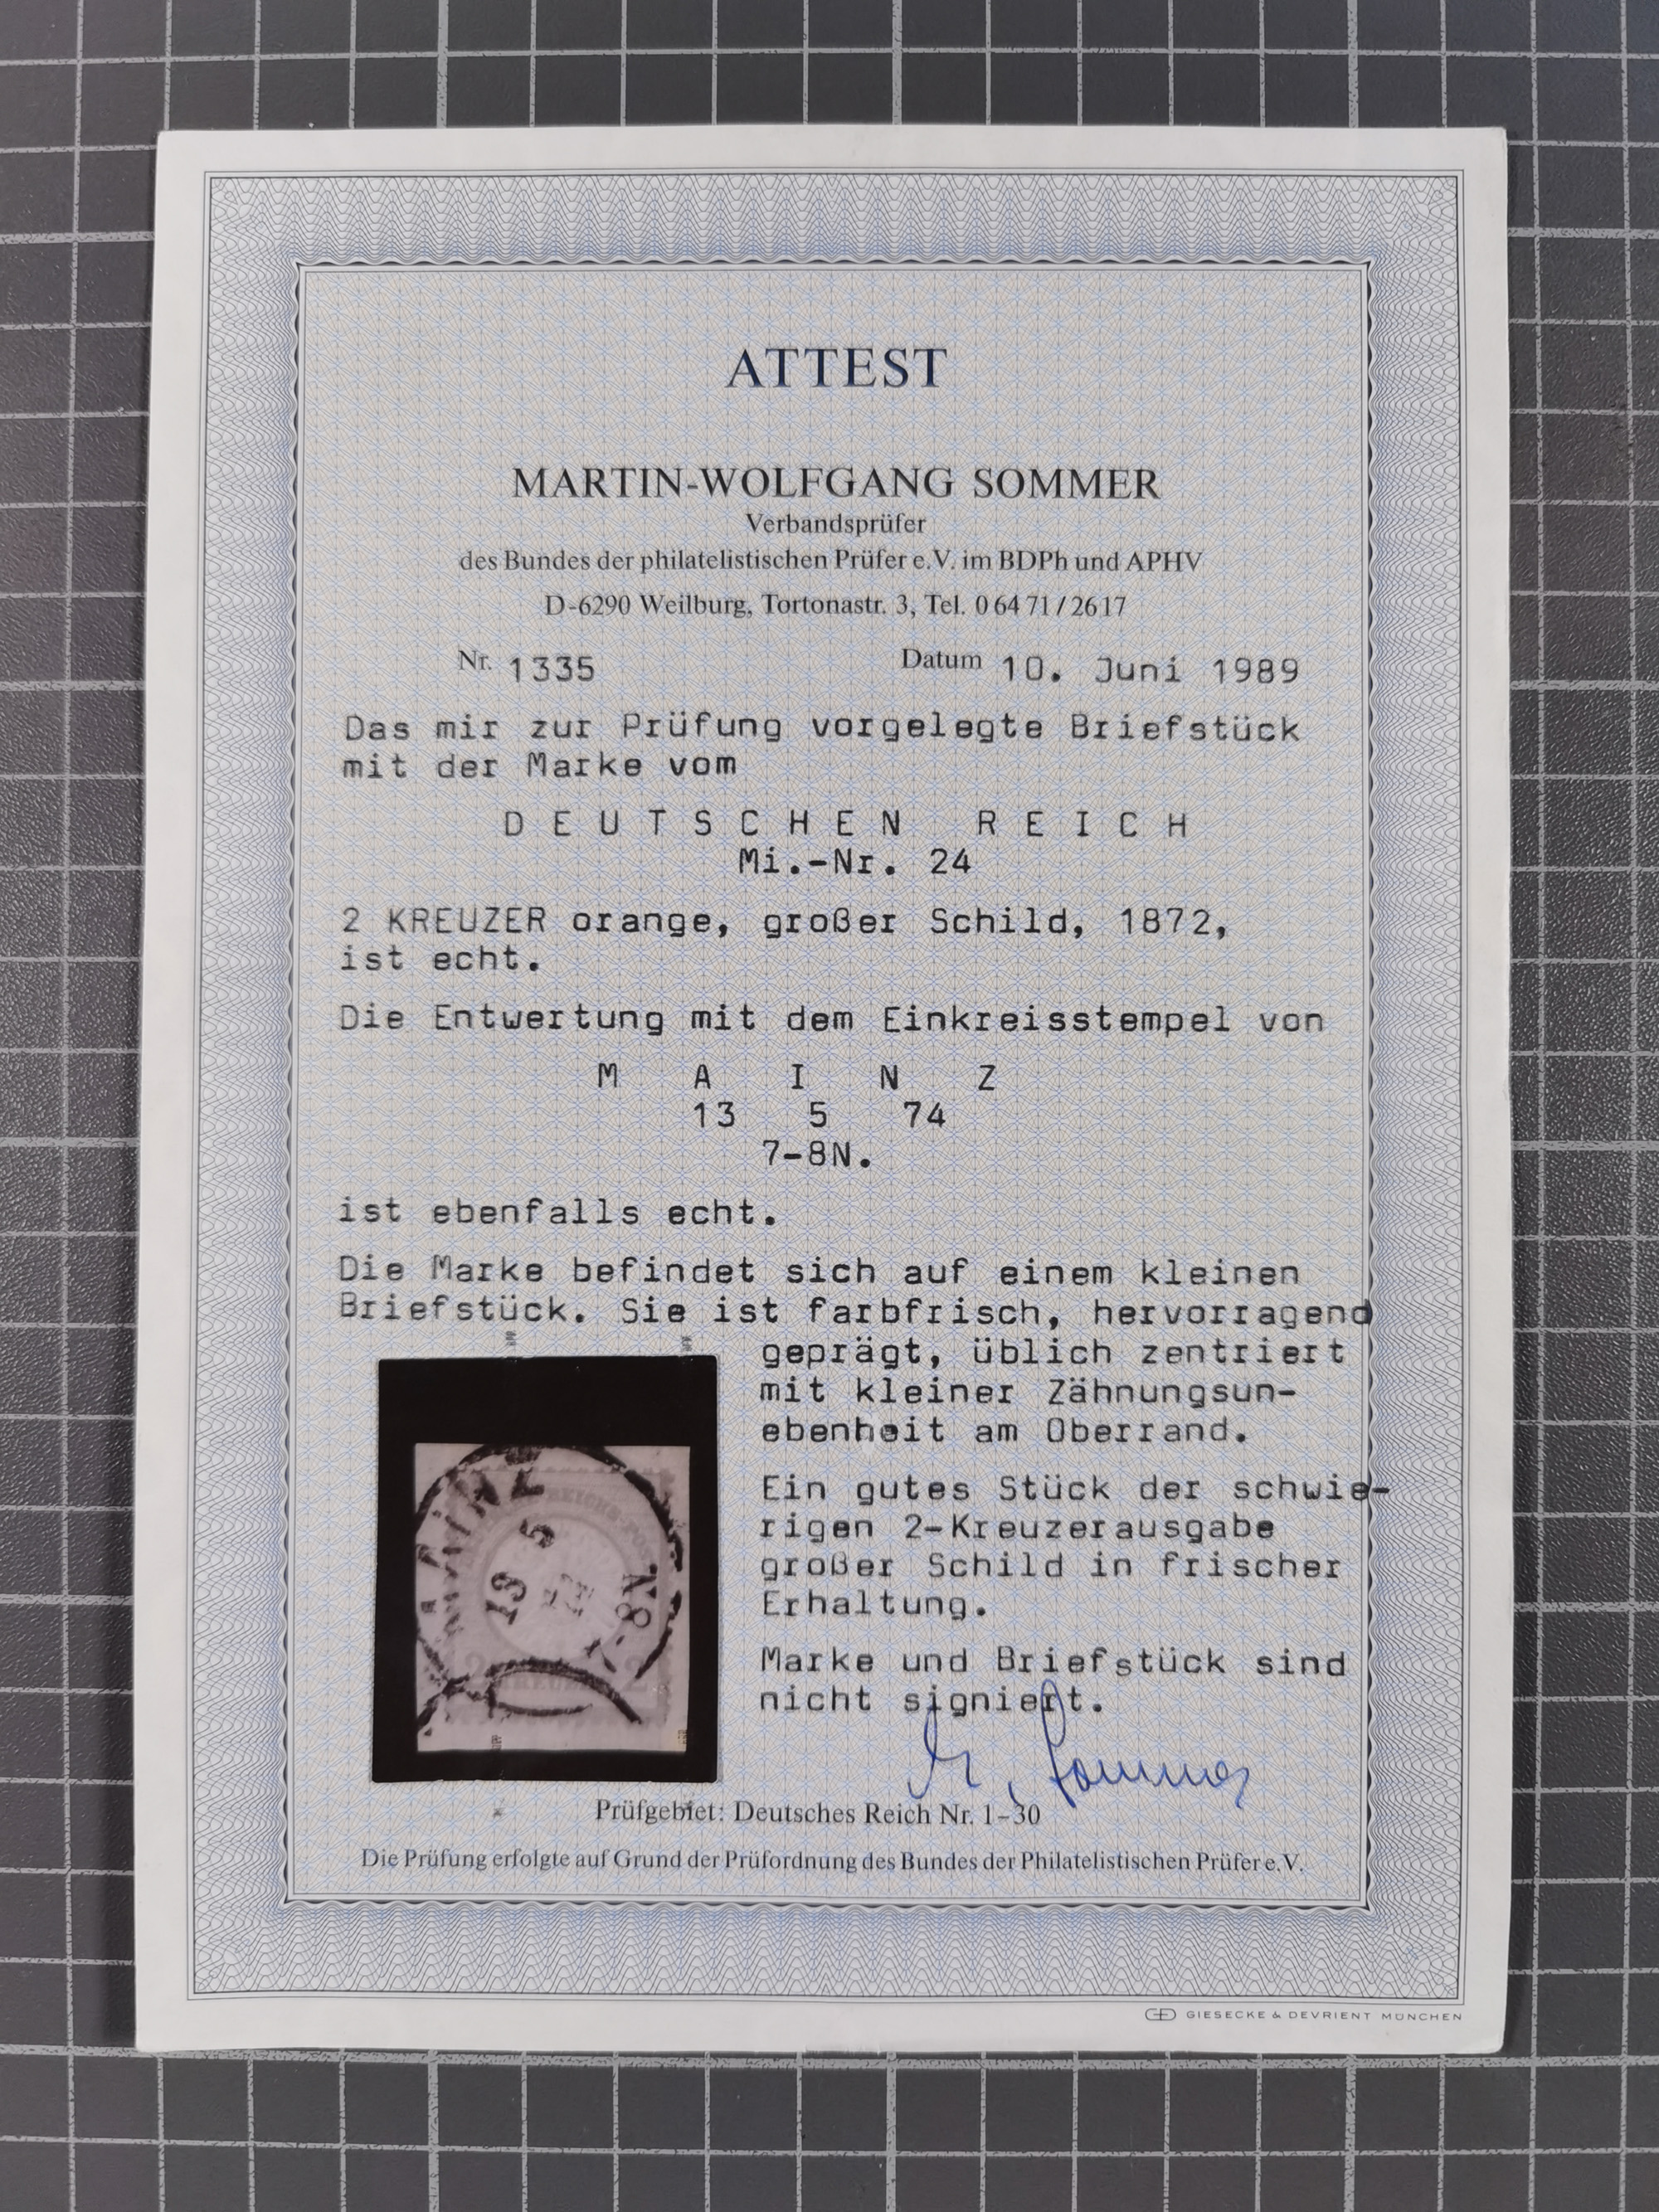 ATTEST
MARTIN-WOLFGANG SOMMER
Verbandsprüfer
des Bundes der philatelistischen Prüfer e.V. im BDPh und APHV
D-6290 Weilburg, Tortonastr. 3, Tel. 0 64 71 / 26 17
Nr. 1335 Datum 10. Juni 1989
Das mir zur Prüfung vorgelegte Briefstück
mit der Marke vom
D E U T S C H E N R E I C H
Mi.-Nr. 24
2 KREUZER orange, großer Schild, 1872,
ist echt.
Die Entwertung mit dem Einkreisstempel von
M A I N Z
13 5 74
7-8N.
ist ebenfalls echt.
Die Marke befindet sich auf einem kleinen
Briefstück. Sie ist farbfrisch, hervorragend
geprägt, üblich zentriert
mit kleiner Zähnungsun-
ebenheit am Oberrand.
Ein gutes Stück der schwie-
rigen 2-Kreuzerausgabe
großer Schild in frischer
Erhaltung.
Marke und Briefstück sind
nicht signiert.
MAINZ
13 5
M. Sommer
Prüfgebiet: Deutsches Reich Nr. 1-30
Die Prüfung erfolgte auf Grund der Prüfordnung des Bundes der Philatelistischen Prüfer e.V.
GIESECKE & DEVRIENT MÜNCHEN